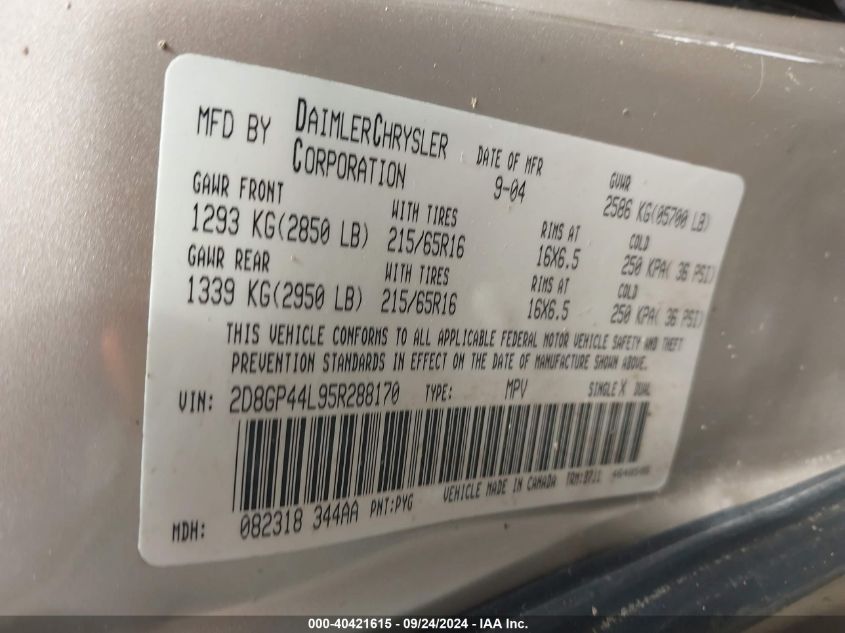 MFD BY DAIMLERCHRYSLER CORPORATION
DATE OF MFR 9-04
GVWR 2586 KG(05700 LB)
GAWR FRONT 1293 KG(2850 LB)
WITH TIRES 215/65R16
RIMS AT 16X6.5
COLD 250 KPA( 36 PSI)
GAWR REAR 1339 KG(2950 LB)
WITH TIRES 215/65R16
RIMS AT 16X6.5
COLD 250 KPA( 36 PSI)
THIS VEHICLE CONFORMS TO ALL APPLICABLE FEDERAL MOTOR VEHICLE SAFETY AND THEFT
PREVENTION STANDARDS IN EFFECT ON THE DATE OF MANUFACTURE SHOWN ABOVE.
VIN: 2D8GP44L95R288170 TYPE: MPV SINGLE X DUAL
MDH: 082318 344AA PNT:PYG VEHICLE MADE IN CANADA
000-40421615 - 09/24/2024 - IAA Inc.